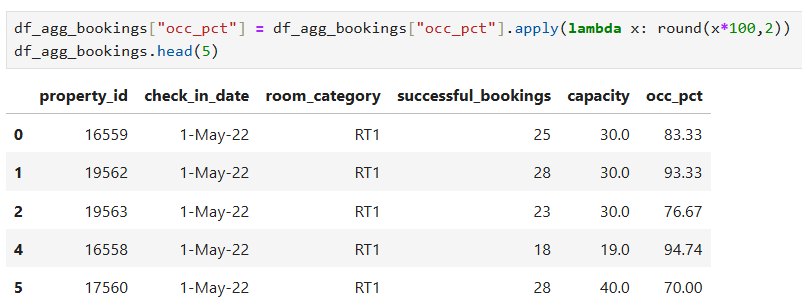 df_agg_bookings["occ_pct"] = df_agg_bookings["occ_pct"].apply(lambda x: round(x*100,2))
df_agg_bookings.head(5)
property_id check_in_date room_category successful_bookings capacity occ_pct
0 16559 1-May-22 RT1 25 30.0 83.33
1 19562 1-May-22 RT1 28 30.0 93.33
2 19563 1-May-22 RT1 23 30.0 76.67
4 16558 1-May-22 RT1 18 19.0 94.74
5 17560 1-May-22 RT1 28 40.0 70.00